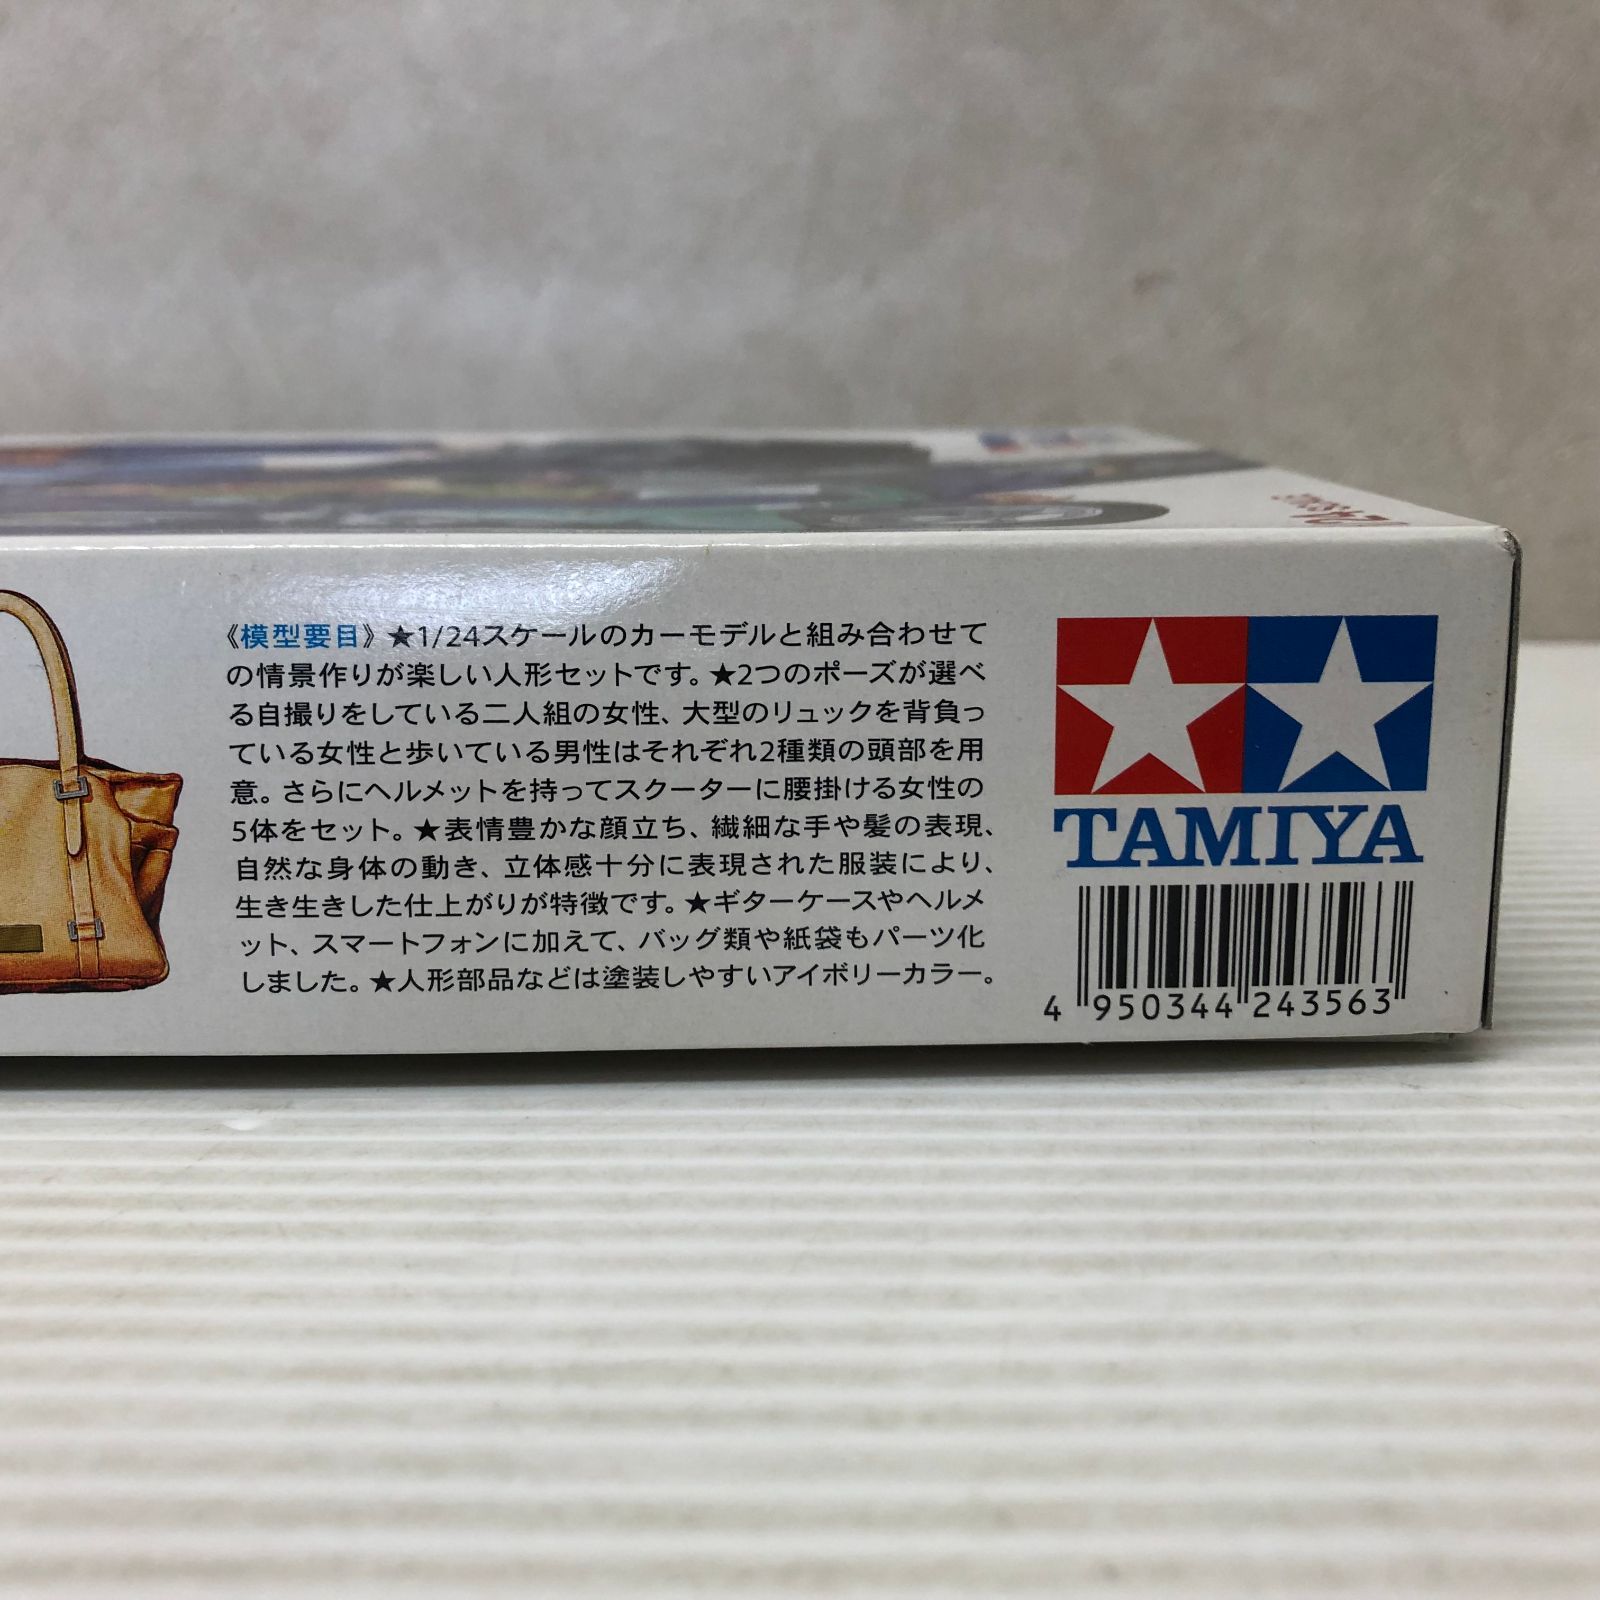 《模型要目》★1/24スケールのカーモデルと組み合わせて
の情景作りが楽しい人形セットです。★2つのポーズが選べ
る自撮りをしている二人組の女性、大型のリュックを背負っ
ている女性と歩いている男性はそれぞれ2種類の頭部を用
意。さらにヘルメットを持ってスクーターに腰掛ける女性の
5体をセット。★表情豊かな顔立ち、繊細な手や髪の表現、
自然な身体の動き、立体感十分に表現された服装により、
生き生きした仕上がりが特徴です。★ギターケースやヘルメ
ット、スマートフォンに加えて、バッグ類や紙袋もパーツ化
しました。★人形部品などは塗装しやすいアイボリーカラー。
TAMIYA
4 950344 243563